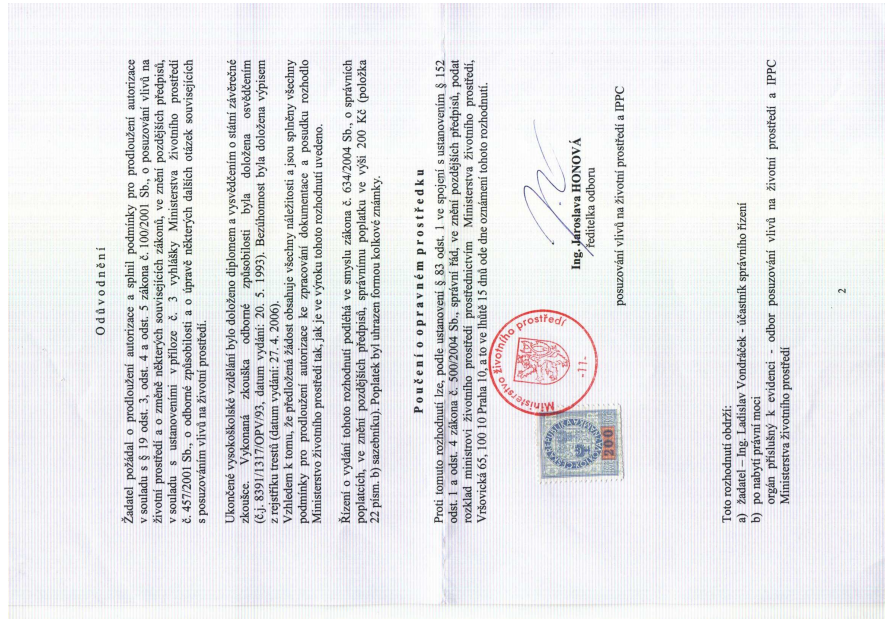 Odůvodnění
Žadatel požádal o prodloužení autorizace a splnil podmínky pro prodloužení autorizace
v souladu s § 19 odst. 3, odst. 4 a odst. 5 zákona č. 100/2001 Sb., o posuzování vlivů na
životní prostředí a o změně některých souvisejících zákonů, ve znění pozdějších předpisů,
v souladu s ustanoveními v příloze č. 3 vyhlášky Ministerstva životního prostředí
č. 457/2001 Sb., o odborné způsobilosti a o úpravě některých dalších otázek souvisejících
s posuzováním vlivů na životní prostředí.
Ukončené vysokoškolské vzdělání bylo doloženo diplomem a vysvědčením o státní závěrečné
zkoušce. Vykonaná zkouška odborné způsobilosti byla doložena osvědčením
(č.j. 8391/1317/OPV/93, datum vydání: 20. 5. 1993). Bezúhonnost byla doložena výpisem
z rejstříku trestů (datum vydání: 27. 4. 2006).
Vzhledem k tomu, že předložená žádost obsahuje všechny náležitosti a jsou splněny všechny
podmínky pro prodloužení autorizace ke zpracování dokumentace a posudku rozhodlo
Ministerstvo životního prostředí tak, jak je ve výroku tohoto rozhodnutí uvedeno.
Řízení o vydání tohoto rozhodnutí podléhá ve smyslu zákona č. 634/2004 Sb., o správních
poplatcích, ve znění pozdějších předpisů, správnímu poplatku ve výši 200 Kč (položka
22 písm. b) sazebníku). Poplatek byl uhrazen formou kolkové známky.
Poučení o opravném prostředku
Proti tomuto rozhodnutí lze, podle ustanovení § 83 odst. 1 ve spojení s ustanovením § 152
odst. 1 a odst. 4 zákona č. 500/2004 Sb., správní řád, ve znění pozdějších předpisů, podat
rozklad ministrovi životního prostředí prostřednictvím Ministerstva životního prostředí,
Vršovická 65, 100 10 Praha 10, a to ve lhůtě 15 dnů ode dne oznámení tohoto rozhodnutí.
Ministerstvo životního prostředí
-11.
200
Ing. Jaroslava HONOVÁ
ředitelka odboru
posuzování vlivů na životní prostředí a IPPC
Toto rozhodnutí obdrží:
a) žadatel – Ing. Ladislav Vondráček - účastník správního řízení
b) po nabytí právní moci
orgán příslušný k evidenci - odbor posuzování vlivů na životní prostředí a IPPC
Ministerstva životního prostředí
2